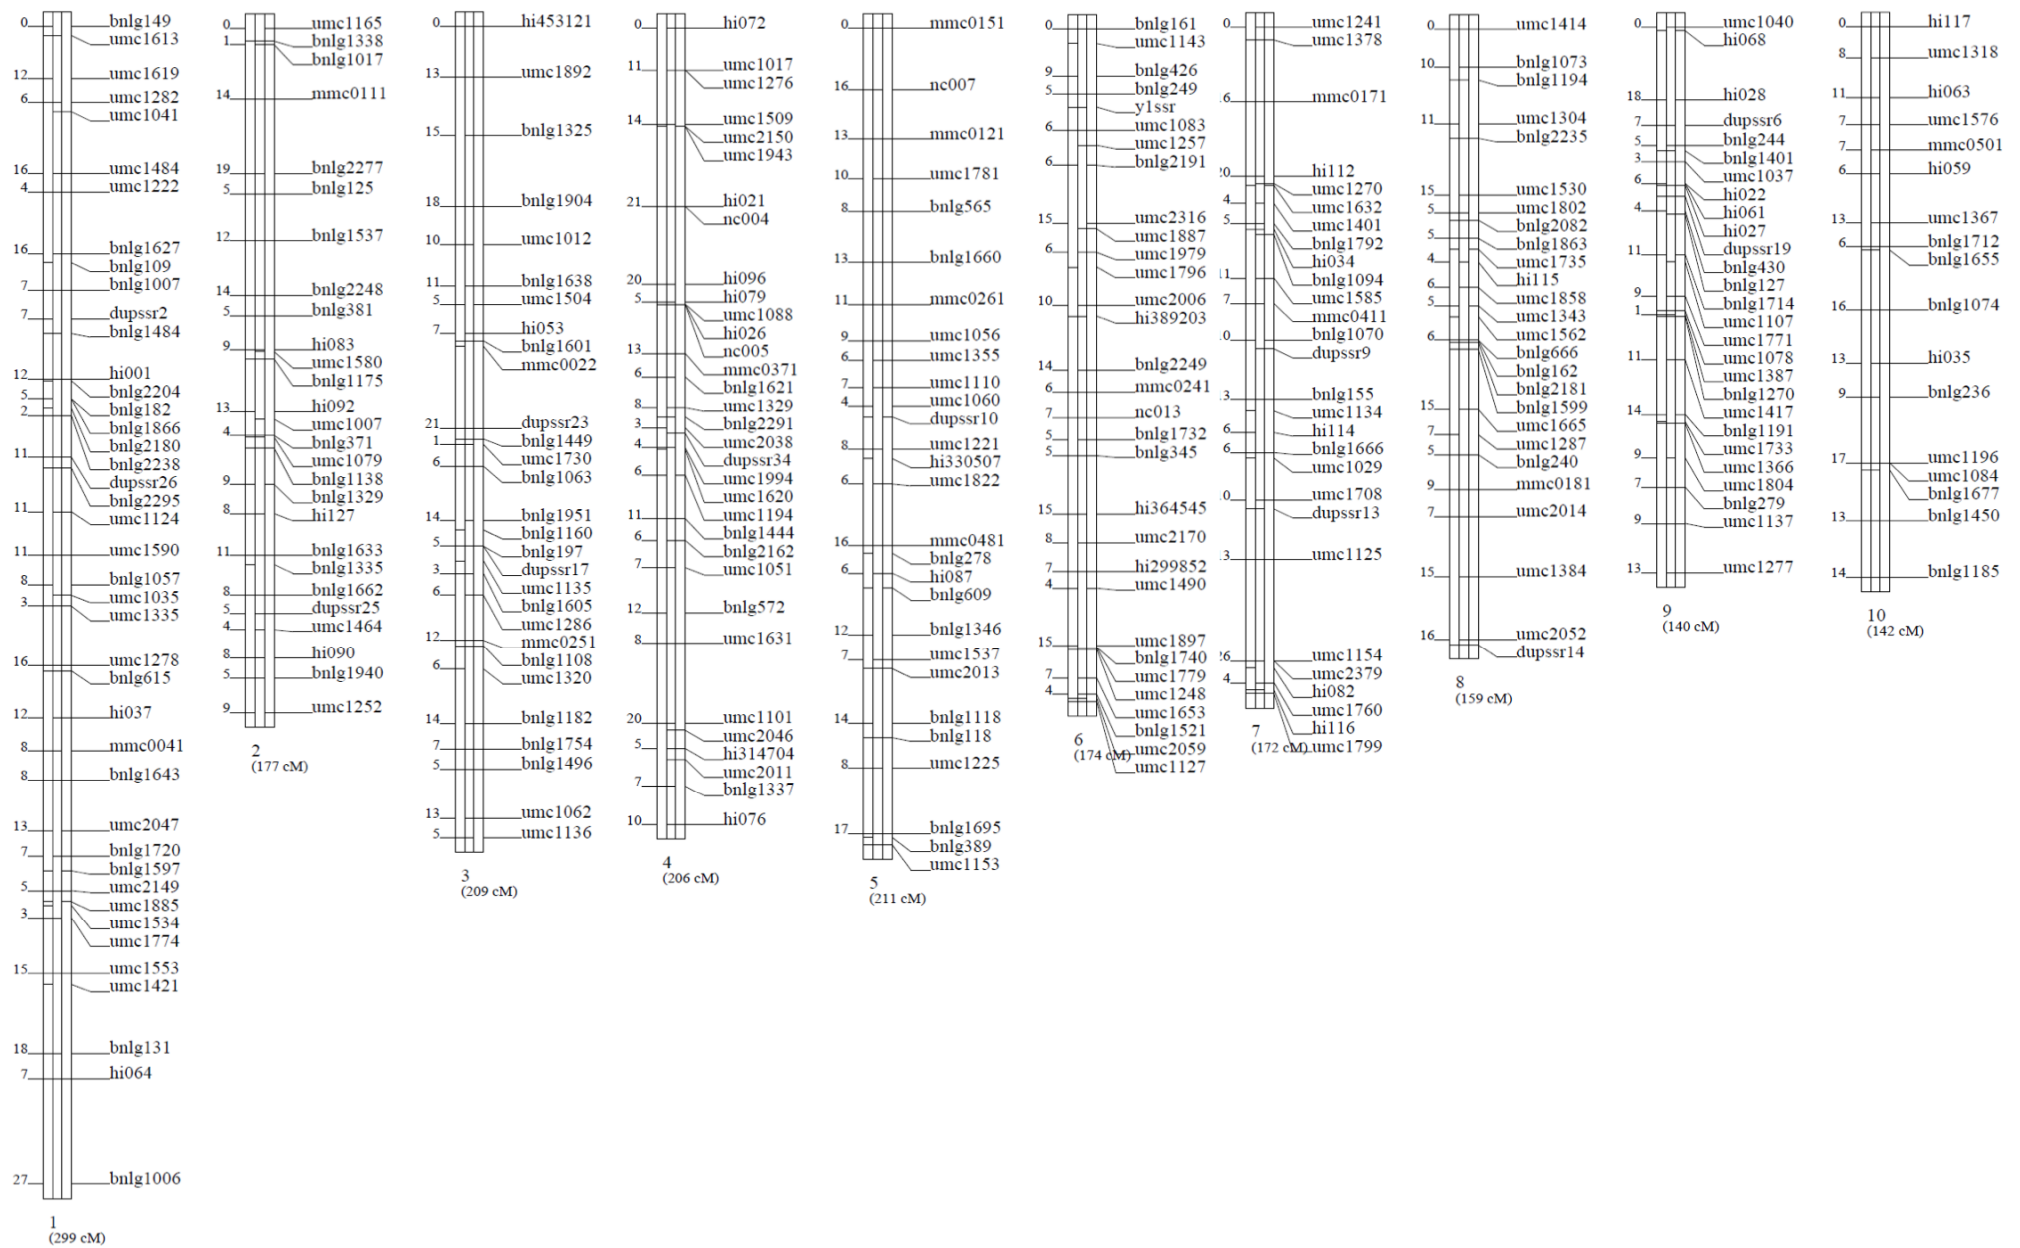 0 bnlg149
umc1613
12 umc1619
6 umc1282
umc1041
16 umc1484
4 umc1222
16 bnlg1627
bnlg109
7 bnlg1007
7 dupssr2
bnlg1484
12 hi001
bnlg2204
5 bnlg182
2 bnlg1866
bnlg2180
11 bnlg2238
dupssr26
bnlg2295
11 umc1124
11 umc1590
8 bnlg1057
umc1035
3 umc1335
16 umc1278
bnlg615
12 hi037
8 mmc0041
8 bnlg1643
13 umc2047
7 bnlg1720
bnlg1597
5 umc2149
umc1885
3 umc1534
umc1774
15 umc1553
umc1421
18 bnlg131
7 hi064
27 bnlg1006
1
(299 cM)
0 umc1165
1 bnlg1338
bnlg1017
14 mmc0111
19 bnlg2277
5 bnlg125
12 bnlg1537
14 bnlg2248
5 bnlg381
9 hi083
umc1580
bnlg1175
13 hi092
umc1007
4 bnlg371
umc1079
bnlg1138
9 bnlg1329
8 hi127
11 bnlg1633
bnlg1335
8 bnlg1662
5 dupssr25
4 umc1464
8 hi090
5 bnlg1940
9 umc1252
2
(177 cM)
0 hi453121
13 umc1892
15 bnlg1325
18 bnlg1904
10 umc1012
11 bnlg1638
5 umc1504
7 hi053
bnlg1601
mmc0022
21 dupssr23
1 bnlg1449
umc1730
6 bnlg1063
14 bnlg1951
bnlg1160
5 bnlg197
dupssr17
3 umc1135
6 bnlg1605
umc1286
12 mmc0251
bnlg1108
6 umc1320
14 bnlg1182
7 bnlg1754
5 bnlg1496
13 umc1062
5 umc1136
3
(209 cM)
0 hi072
11 umc1017
umc1276
14 umc1509
umc2150
umc1943
21 hi021
nc004
20 hi096
5 hi079
umc1088
hi026
13 nc005
mmc0371
6 bnlg1621
8 umc1329
bnlg2291
3 umc2038
4 dupssr34
umc1994
6 umc1620
umc1194
11 bnlg1444
6 bnlg2162
7 umc1051
12 bnlg572
8 umc1631
20 umc1101
umc2046
5 hi314704
umc2011
7 bnlg1337
10 hi076
4
(206 cM)
0 mmc0151
16 nc007
13 mmc0121
10 umc1781
8 bnlg565
13 bnlg1660
11 mmc0261
9 umc1056
6 umc1355
7 umc1110
4 umc1060
dupssr10
8 umc1221
hi330507
6 umc1822
16 mmc0481
bnlg278
6 hi087
bnlg609
12 bnlg1346
7 umc1537
umc2013
14 bnlg1118
bnlg118
8 umc1225
17 bnlg1695
bnlg389
umc1153
5
(211 cM)
0 bnlg161
umc1143
9 bnlg426
5 bnlg249
y1ssr
6 umc1083
umc1257
6 bnlg2191
15 umc2316
umc1887
6 umc1979
umc1796
10 umc2006
hi389203
14 bnlg2249
6 mmc0241
7 nc013
5 bnlg1732
5 bnlg345
15 hi364545
8 umc2170
7 hi299852
4 umc1490
15 umc1897
bnlg1740
7 umc1779
4 umc1248
umc1653
bnlg1521
umc2059
umc1127
6
(174 cM)
0 umc1241
umc1378
6 mmc0171
20 hi112
umc1270
4 umc1632
5 umc1401
bnlg1792
hi034
11 bnlg1094
7 umc1585
mmc0411
0 bnlg1070
dupssr9
3 bnlg155
umc1134
6 hi114
6 bnlg1666
umc1029
0 umc1708
dupssr13
3 umc1125
26 umc1154
umc2379
4 hi082
umc1760
hi116
umc1799
7
(172 cM)
0 umc1414
10 bnlg1073
bnlg1194
11 umc1304
bnlg2235
15 umc1530
5 umc1802
bnlg2082
5 bnlg1863
4 umc1735
hi115
6 umc1858
5 umc1343
6 umc1562
bnlg666
bnlg162
bnlg2181
15 bnlg1599
umc1665
7 umc1287
5 bnlg240
9 mmc0181
7 umc2014
15 umc1384
16 umc2052
dupssr14
8
(159 cM)
0 umc1040
hi068
18 hi028
7 dupssr6
5 bnlg244
3 bnlg1401
umc1037
6 hi022
4 hi061
hi027
11 dupssr19
bnlg430
bnlg127
9 bnlg1714
1 umc1107
umc1771
11 umc1078
umc1387
bnlg1270
14 umc1417
bnlg1191
9 umc1733
umc1366
7 umc1804
bnlg279
9 umc1137
13 umc1277
9
(140 cM)
0 hi117
8 umc1318
11 hi063
7 umc1576
7 mmc0501
6 hi059
13 umc1367
6 bnlg1712
bnlg1655
16 bnlg1074
13 hi035
9 bnlg236
17 umc1196
umc1084
bnlg1677
13 bnlg1450
14 bnlg1185
10
(142 cM)